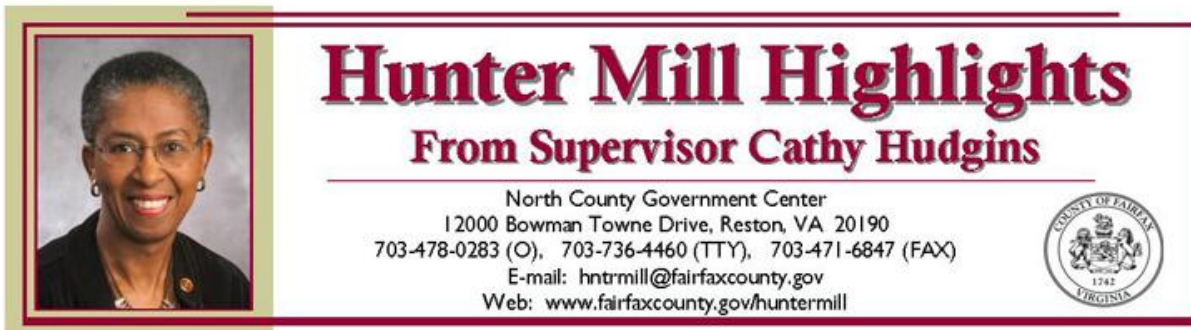 Hunter Mill Highlights
From Supervisor Cathy Hudgins
North County Government Center
12000 Bowman Towne Drive, Reston, VA 20190
703-478-0283 (O), 703-736-4460 (TTY), 703-471-6847 (FAX)
E-mail: hntrmill@fairfaxcounty.gov
Web: www.fairfaxcounty.gov/huntermill
COUNTY OF FAIRFAX
1742
VIRGINIA